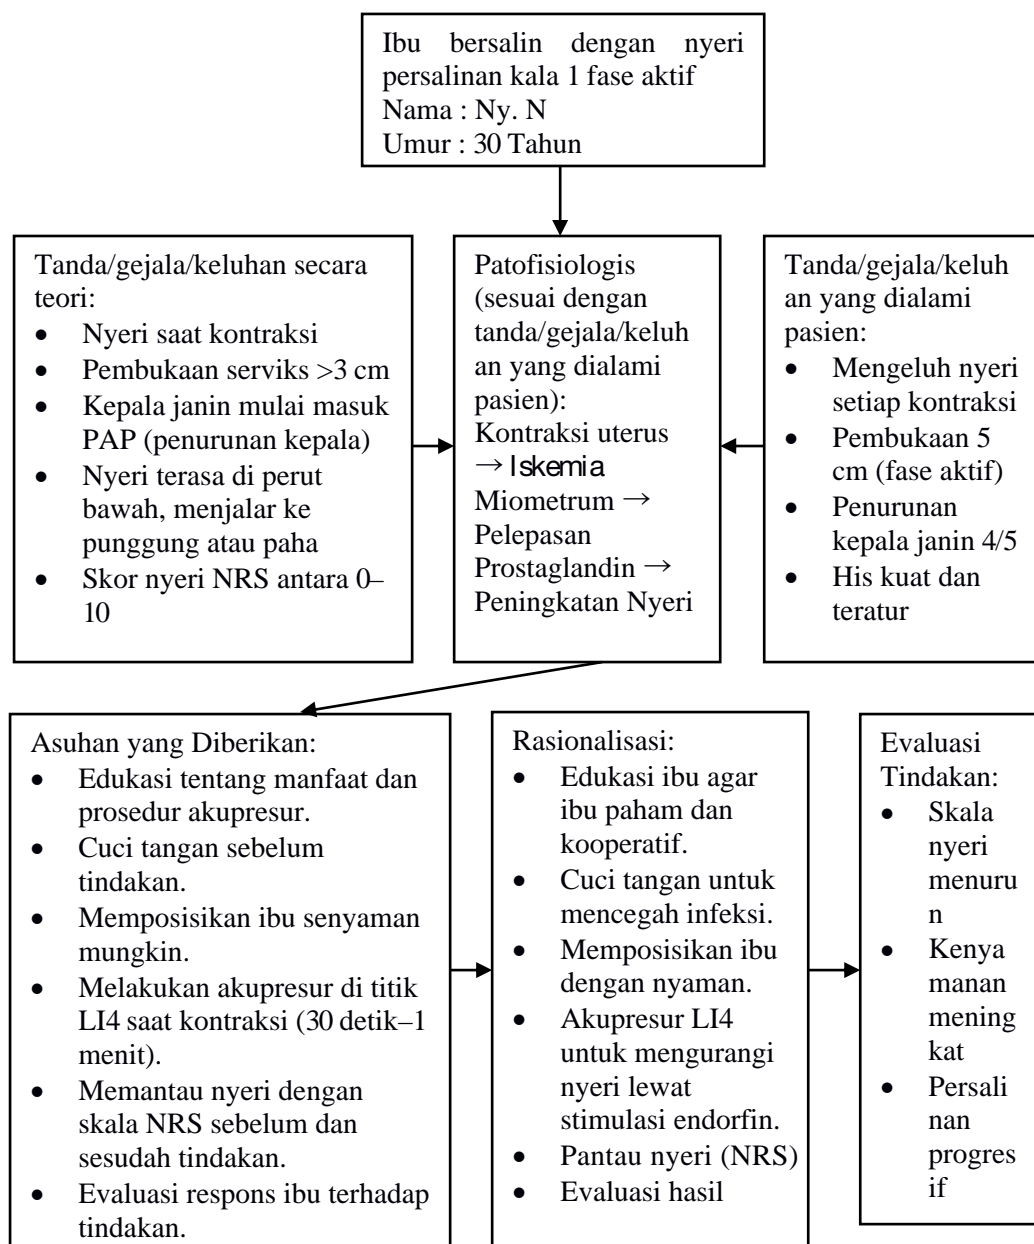 Ibu bersalin dengan nyeri
persalinan kala 1 fase aktif
Nama : Ny. N
Umur : 30 Tahun
Tanda/gejala/keluhan secara
teori:
• Nyeri saat kontraksi
• Pembukaan serviks >3 cm
• Kepala janin mulai masuk
PAP (penurunan kepala)
• Nyeri terasa di perut
bawah, menjalar ke
punggung atau paha
• Skor nyeri NRS antara 0–
10
Patofisiologis
(sesuai dengan
tanda/gejala/keluh
an yang dialami
pasien):
Kontraksi uterus
→ Iskemia
Miometrum →
Pelepasan
Prostaglandin →
Peningkatan Nyeri
Tanda/gejala/keluh
an yang dialami
pasien:
• Mengeluh nyeri
setiap kontraksi
• Pembukaan 5
cm (fase aktif)
• Penurunan
kepala janin 4/5
• His kuat dan
teratur
Asuhan yang Diberikan:
• Edukasi tentang manfaat dan
prosedur akupresur.
• Cuci tangan sebelum
tindakan.
• Memposisikan ibu senyaman
mungkin.
• Melakukan akupresur di titik
LI4 saat kontraksi (30 detik–1
menit).
• Memantau nyeri dengan
skala NRS sebelum dan
sesudah tindakan.
• Evaluasi respons ibu terhadap
tindakan.
Rasionalisasi:
• Edukasi ibu agar
ibu paham dan
kooperatif.
• Cuci tangan untuk
mencegah infeksi.
• Memposisikan ibu
dengan nyaman.
• Akupresur LI4
untuk mengurangi
nyeri lewat
stimulasi endorfin.
• Pantau nyeri (NRS)
• Evaluasi hasil
Evaluasi
Tindakan:
• Skala
nyeri
menuru
n
• Kenya
manan
mening
kat
• Persali
nan
progres
if